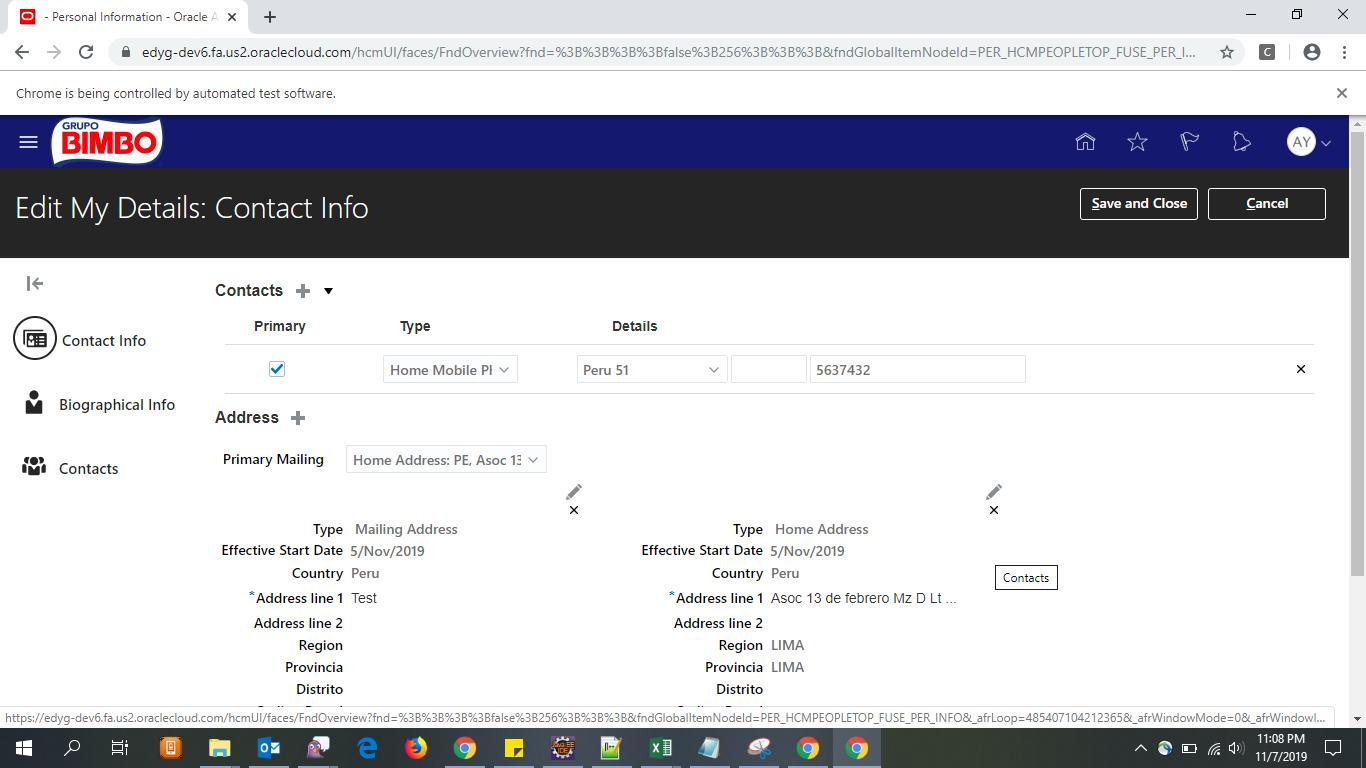 - Personal Information - Oracle A
edyg-dev6.fa.us2.oraclecloud.com/hcmUI/faces/FndOverview?fnd=%3B%3B%3B%3Bfalse%3B256%3B%3B%3B&fndGlobalItemNodeId=PER_HCMPEOPLETOP_FUSE_PER_I...
C
Chrome is being controlled by automated test software.
GRUPO
BIMBO
AY
Edit My Details: Contact Info
Save and Close
Cancel
Contacts
Primary Type Details
Contact Info
Home Mobile Pl
Peru 51
5637432
Biographical Info
Address
Contacts
Primary Mailing Home Address: PE, Asoc 13
Type Mailing Address Type Home Address
Effective Start Date 5/Nov/2019 Effective Start Date 5/Nov/2019
Country Peru Country Peru
Contacts
*Address line 1 Test *Address line 1 Asoc 13 de febrero Mz D Lt ...
Address line 2 Address line 2
Region Region LIMA
Provincia Provincia LIMA
Distrito Distrito
https://edyg-dev6.fa.us2.oraclecloud.com/hcmUI/faces/FndOverview?fnd=%3B%3B%3B%3Bfalse%3B256%3B%3B%3B&fndGlobalItemNodeId=PER_HCMPEOPLETOP_FUSE_PER_INFO&_afrLoop=485407104212365&_afrWindowMode=0&_afrWindowI...
11:08 PM
11/7/2019